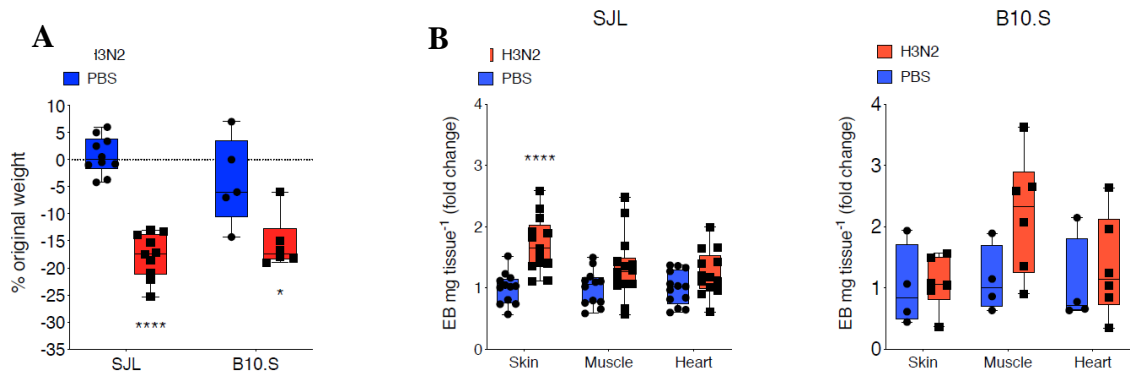 A
I3N2
PBS
% original weight
10
5
0
-5
-10
-15
-20
-25
-30
-35
****
*
SJL
B10.S
B
SJL
H3N2
PBS
EB mg tissue⁻¹ (fold change)
4
3
2
1
0
****
Skin
Muscle
Heart
B10.S
H3N2
PBS
EB mg tissue⁻¹ (fold change)
4
3
2
1
0
Skin
Muscle
Heart